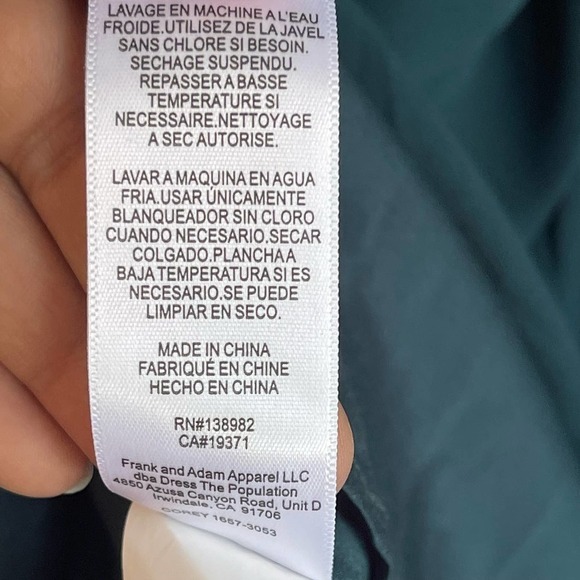 LAVAGE EN MACHINE A L'EAU
FROIDE.UTILISEZ DE LA JAVEL
SANS CHLORE SI BESOIN.
SECHAGE SUSPENDU.
REPASSER A BASSE
TEMPERATURE SI
NECESSAIRE.NETTOYAGE
A SEC AUTORISE.
LAVAR A MAQUINA EN AGUA
FRIA.USAR ÚNICAMENTE
BLANQUEADOR SIN CLORO
CUANDO NECESARIO.SECAR
COLGADO.PLANCHA A
BAJA TEMPERATURA SI ES
NECESARIO.SE PUEDE
LIMPIAR EN SECO.
MADE IN CHINA
FABRIQUÉ EN CHINE
HECHO EN CHINA
RN#138982
CA#19371
Frank and Adam Apparel LLC
dba Dress The Population
4850 Azusa Canyon Road, Unit D
Irwindale, CA 91706
COREY 1657-3053